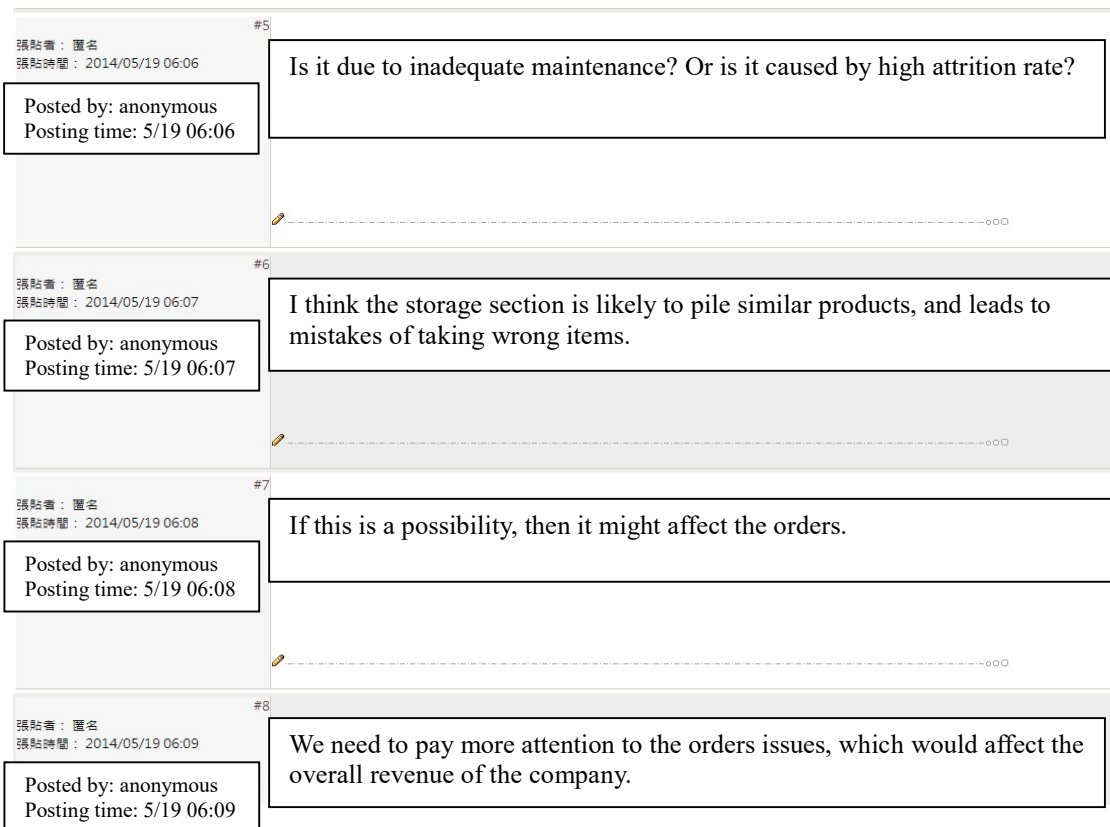 #5
張貼者： 匿名
張貼時間： 2014/05/19 06:06
Posted by: anonymous
Posting time: 5/19 06:06
Is it due to inadequate maintenance? Or is it caused by high attrition rate?
#6
張貼者： 匿名
張貼時間： 2014/05/19 06:07
Posted by: anonymous
Posting time: 5/19 06:07
I think the storage section is likely to pile similar products, and leads to
mistakes of taking wrong items.
#7
張貼者： 匿名
張貼時間： 2014/05/19 06:08
Posted by: anonymous
Posting time: 5/19 06:08
If this is a possibility, then it might affect the orders.
#8
張貼者： 匿名
張貼時間： 2014/05/19 06:09
Posted by: anonymous
Posting time: 5/19 06:09
We need to pay more attention to the orders issues, which would affect the
overall revenue of the company.